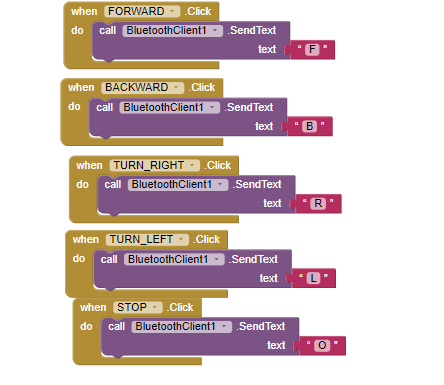 when FORWARD .Click
do call BluetoothClient1 .SendText
text " F "
when BACKWARD .Click
do call BluetoothClient1 .SendText
text " B "
when TURN_RIGHT .Click
do call BluetoothClient1 .SendText
text " R "
when TURN_LEFT .Click
do call BluetoothClient1 .SendText
text " L "
when STOP .Click
do call BluetoothClient1 .SendText
text " O "